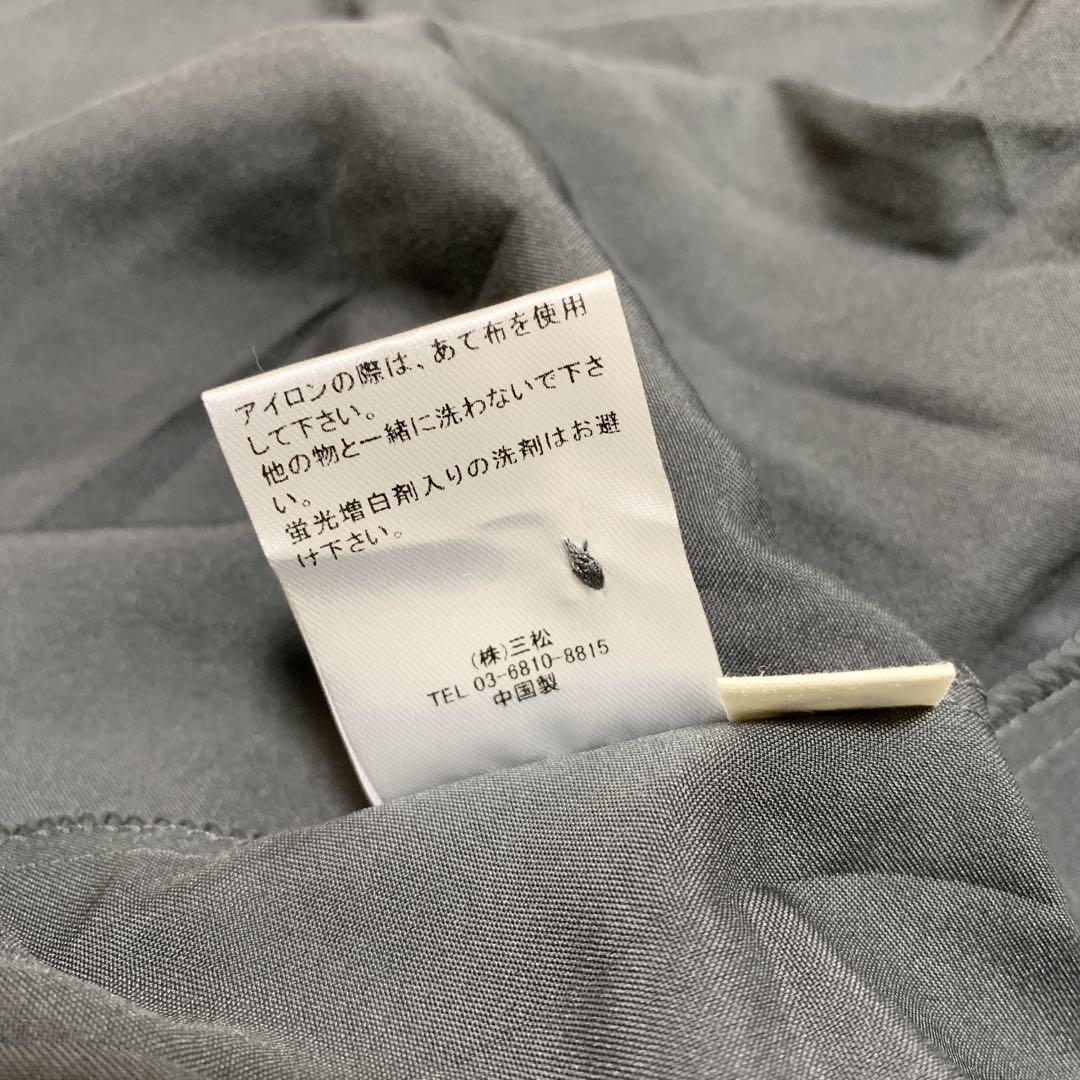 アイロンの際は、あて布を使用
して下さい。
他の物と一緒に洗わないで下さ
い。
蛍光増白剤入りの洗剤はお避
け下さい。
(株)三松
TEL 03-6810-8815
中国製